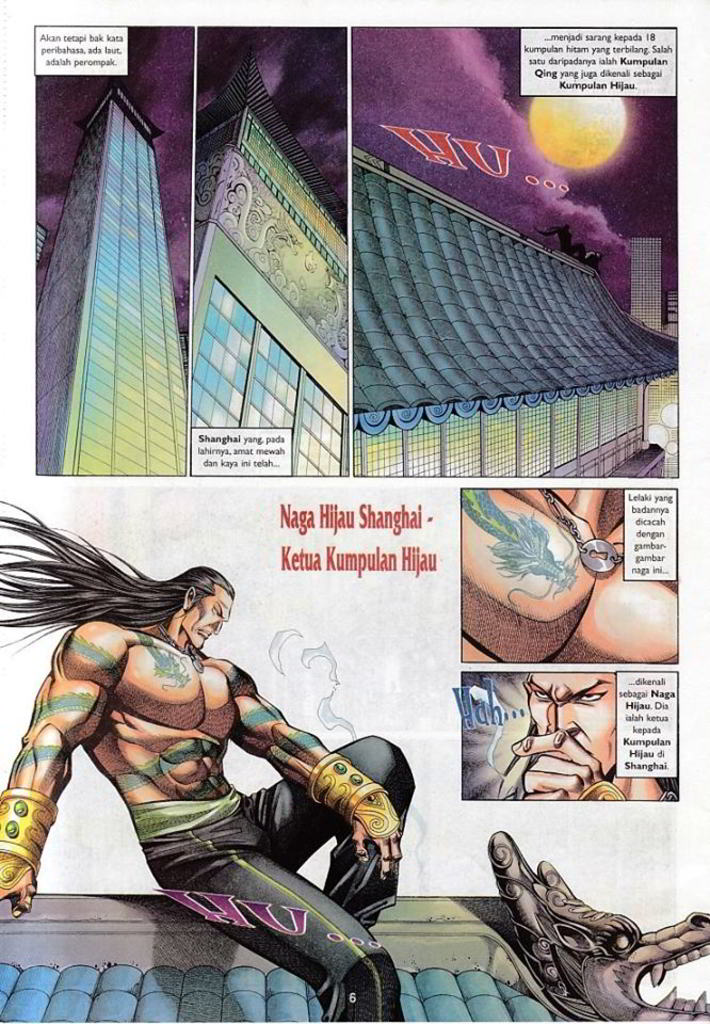 Akan tetapi bak kata
peribahasa, ada laut,
adalah perompak.
Shanghai yang, pada
lahirnya, amat mewah
dan kaya ini telah...
...menjadi sarang kepada 18
kumpulan hitam yang terbilang. Salah
satu daripadanya ialah Kumpulan
Qing yang juga dikenali sebagai
Kumpulan Hijau.
HU...
Naga Hijau Shanghai -
Ketua Kumpulan Hijau
Lelaki yang
badannya
dicacah
dengan
gambar-
gambar
naga ini...
Huh...
...dikenali
sebagai Naga
Hijau. Dia
ialah ketua
kepada
Kumpulan
Hijau di
Shanghai.
HU...
6